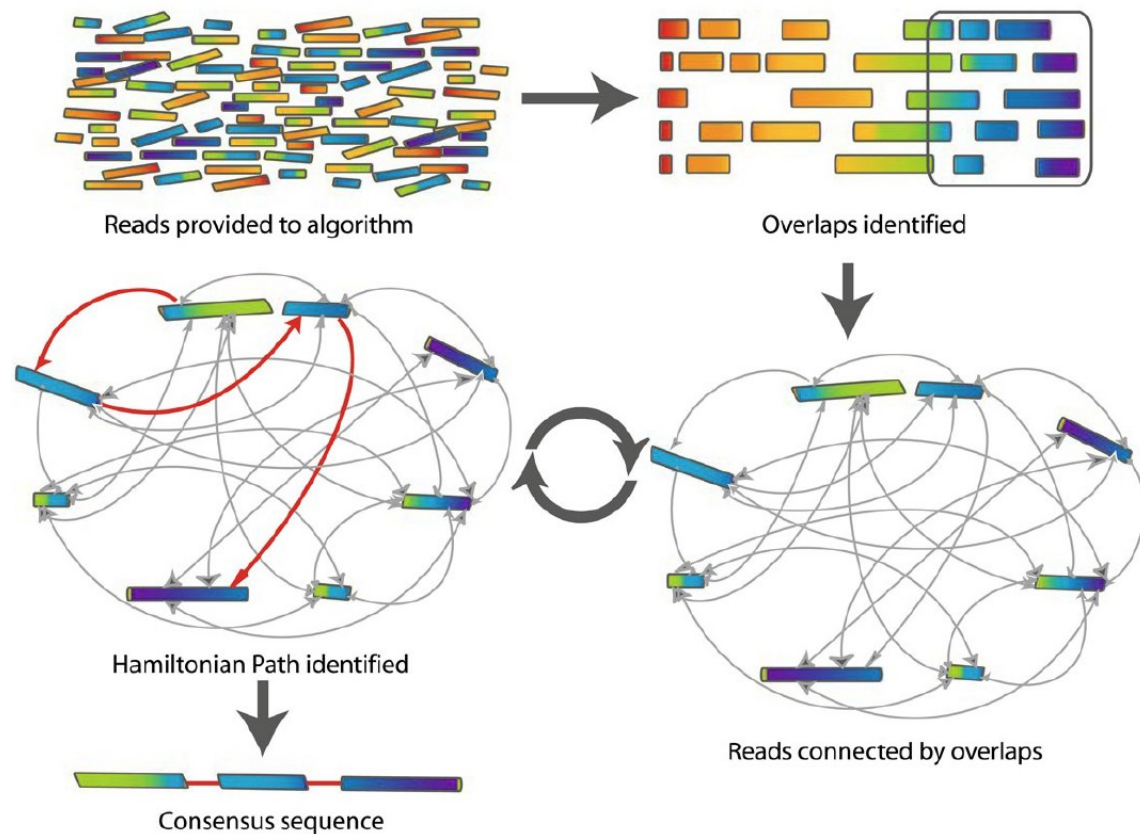 Reads provided to algorithm
Overlaps identified
Hamiltonian Path identified
Reads connected by overlaps
Consensus sequence